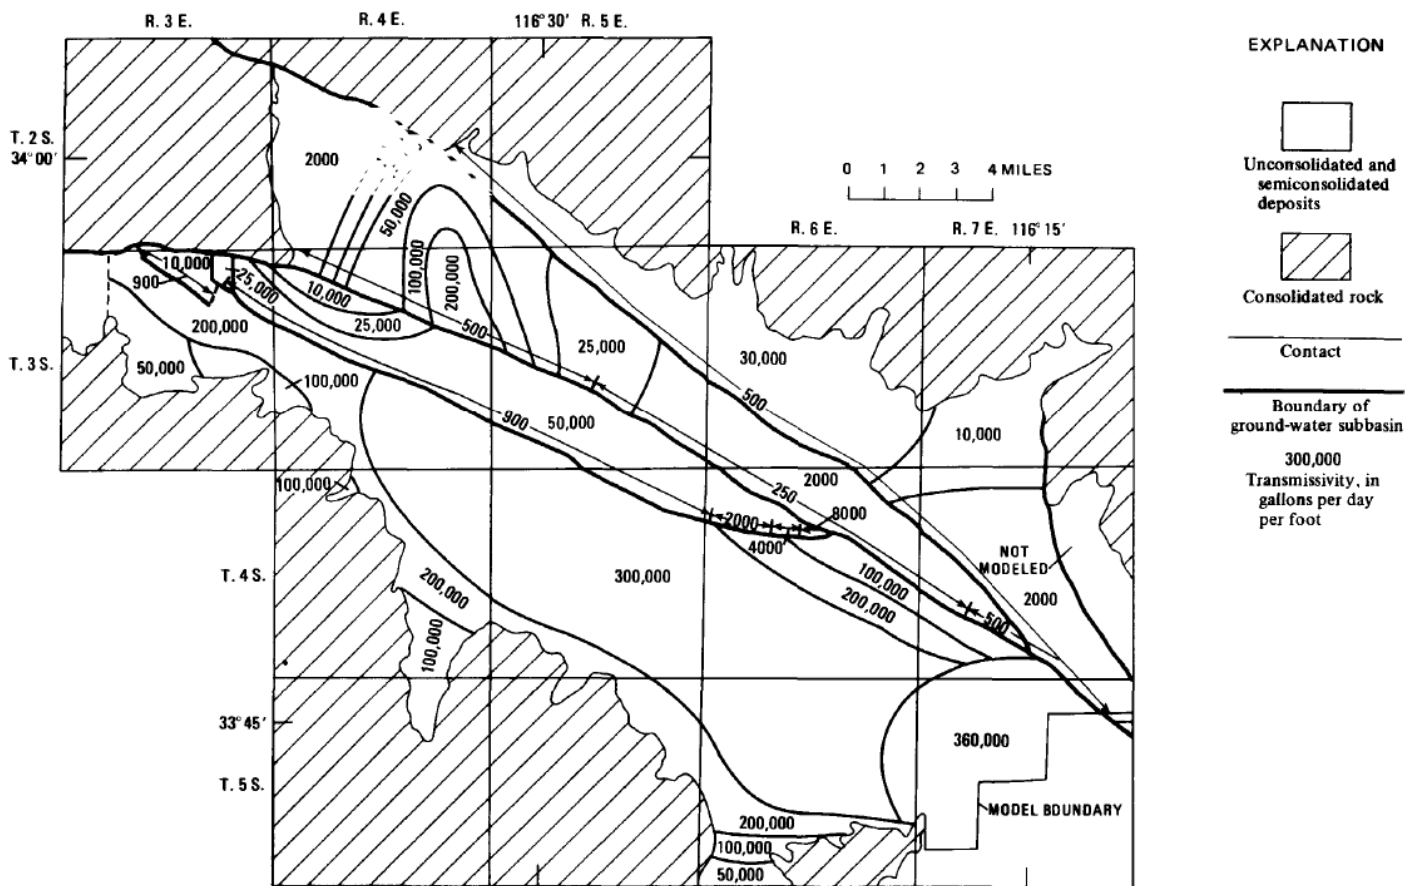 R. 3 E.
R. 4 E.
116°30' R. 5 E.
EXPLANATION
T. 2 S.
34°00'
2000
0 1 2 3 4 MILES
Unconsolidated and
semiconsolidated
deposits
50,000
R. 6 E.
R. 7 E. 116°15'
10,000
900
25,000
10,000
100,000
200,000
Consolidated rock
200,000
25,000
500
25,000
30,000
Contact
T. 3 S.
50,000
100,000
500
Boundary of
ground-water subbasin
900
50,000
10,000
300,000
Transmissivity, in
gallons per day
per foot
100,000
2000
250
2000
8000
4000
NOT
MODELED
T. 4 S.
300,000
100,000
200,000
200,000
2000
500
100,000
33°45'
360,000
T. 5 S.
MODEL BOUNDARY
200,000
100,000
50,000